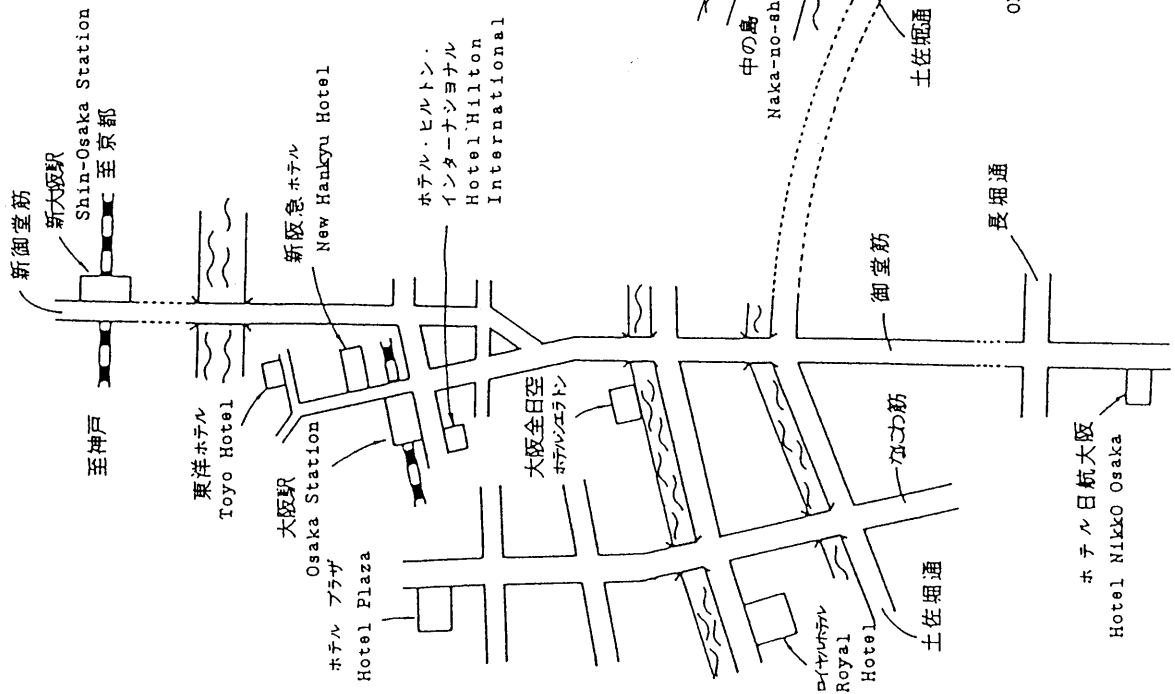 新御堂筋
新大阪駅
Shin-Osaka Station
至京都
至神戸
東洋ホテル
Toyo Hotel
新阪急ホテル
New Hankyu Hotel
大阪駅
Osaka Station
ホテル・ヒルトン・
インターナショナル
Hotel Hilton
International
ホテル プラザ
Hotel Plaza
大阪全日空
ホテルシェラトン
中の島
Naka-no-sh
土佐堀通
御堂筋
長堀通
なにわ筋
ロイヤルホテル
Royal
Hotel
土佐堀通
ホテル日航大阪
Hotel Nikko Osaka